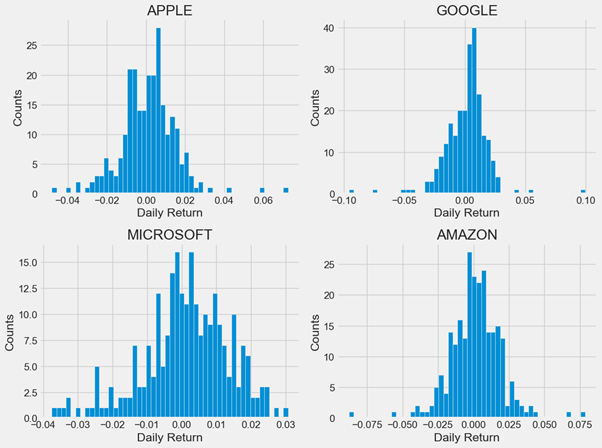 APPLE
25
20
15
10
5
0
Counts
−0.04 −0.02 0.00 0.02 0.04 0.06
Daily Return
GOOGLE
40
30
20
10
0
Counts
−0.10 −0.05 0.00 0.05 0.10
Daily Return
MICROSOFT
15.0
12.5
10.0
7.5
5.0
2.5
0.0
Counts
−0.04 −0.03 −0.02 −0.01 0.00 0.01 0.02 0.03
Daily Return
AMAZON
25
20
15
10
5
0
Counts
−0.075 −0.050 −0.025 0.000 0.025 0.050 0.075
Daily Return